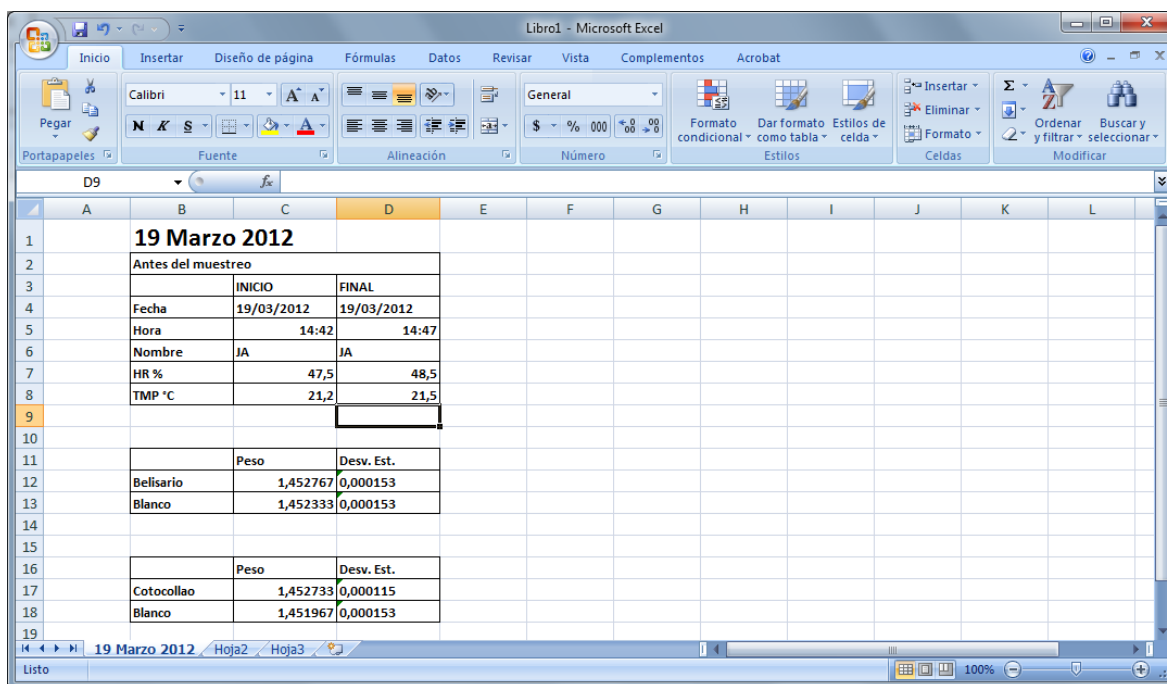 Libro1 - Microsoft Excel
Inicio Insertar Diseño de página Fórmulas Datos Revisar Vista Complementos Acrobat
Pegar
Portapapeles
Calibri 11
N K S
Fuente
Alineación
General
$ % 000
Número
Formato condicional Dar formato como tabla Estilos de celda
Estilos
Insertar
Eliminar
Formato
Celdas
Ordenar y filtrar Buscar y seleccionar
Modificar
D9 fx
A B C D E F G H I J K L
1 19 Marzo 2012
2 Antes del muestreo
3 INICIO FINAL
4 Fecha 19/03/2012 19/03/2012
5 Hora 14:42 14:47
6 Nombre JA JA
7 HR % 47,5 48,5
8 TMP °C 21,2 21,5
9
10
11 Peso Desv. Est.
12 Belisario 1,452767 0,000153
13 Blanco 1,452333 0,000153
14
15
16 Peso Desv. Est.
17 Cotocollao 1,452733 0,000115
18 Blanco 1,451967 0,000153
19
19 Marzo 2012 Hoja2 Hoja3
Listo 100%